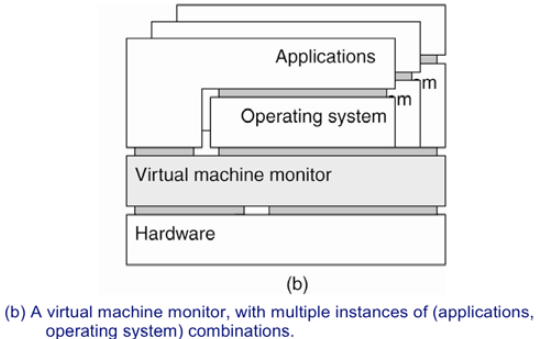 Applications
m
m
Operating system
Virtual machine monitor
Hardware
(b)
(b) A virtual machine monitor, with multiple instances of (applications,
operating system) combinations.